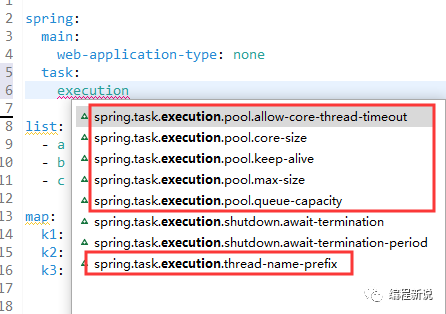 2 spring:
3 main:
4 web-application-type: none
5 task:
6 execution
7
8 list:
9 - a
10 - b
11 - c
12
13 map:
14 k1:
15 k2:
16 k3:
17
18
spring.task.execution.pool.allow-core-thread-timeout
spring.task.execution.pool.core-size
spring.task.execution.pool.keep-alive
spring.task.execution.pool.max-size
spring.task.execution.pool.queue-capacity
spring.task.execution.shutdown.await-termination
spring.task.execution.shutdown.await-termination-period
spring.task.execution.thread-name-prefix
编程新说